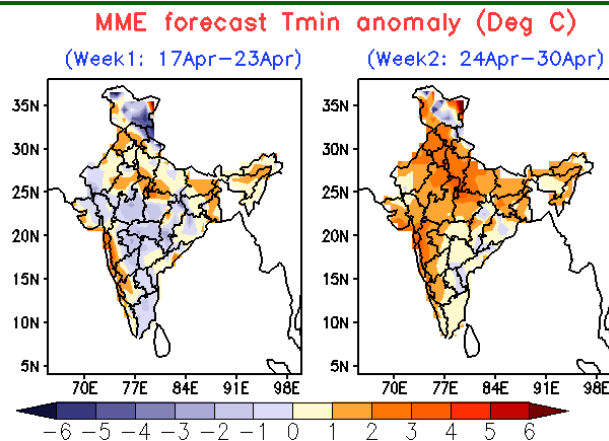 MME forecast Tmin anomaly (Deg C)
(Week1: 17Apr−23Apr) (Week2: 24Apr−30Apr)
35N
30N
25N
20N
15N
10N
5N
70E 77E 84E 91E 98E
35N
30N
25N
20N
15N
10N
5N
70E 77E 84E 91E 98E
−6 −5 −4 −3 −2 −1 0 1 2 3 4 5 6